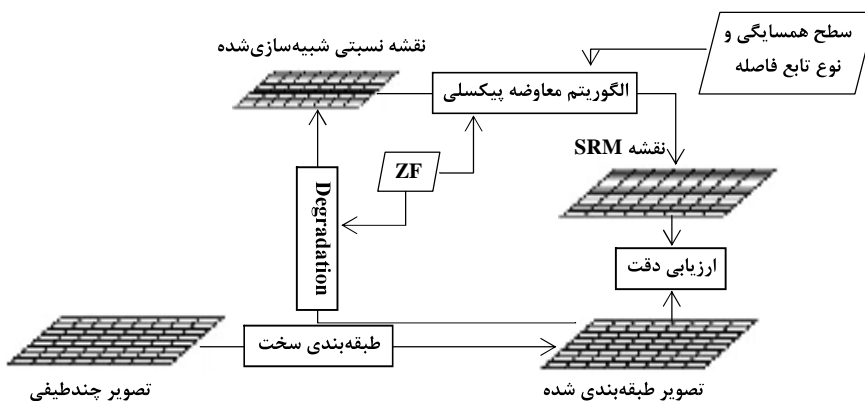 سطح همسایگی و
نوع تابع فاصله
نقشه نسبتی شبیه‌سازی‌شده
الگوریتم معاوضه پیکسلی
نقشه SRM
ZF
Degradation
ارزیابی دقت
طبقه‌بندی سخت
تصویر چندطیفی
تصویر طبقه‌بندی شده